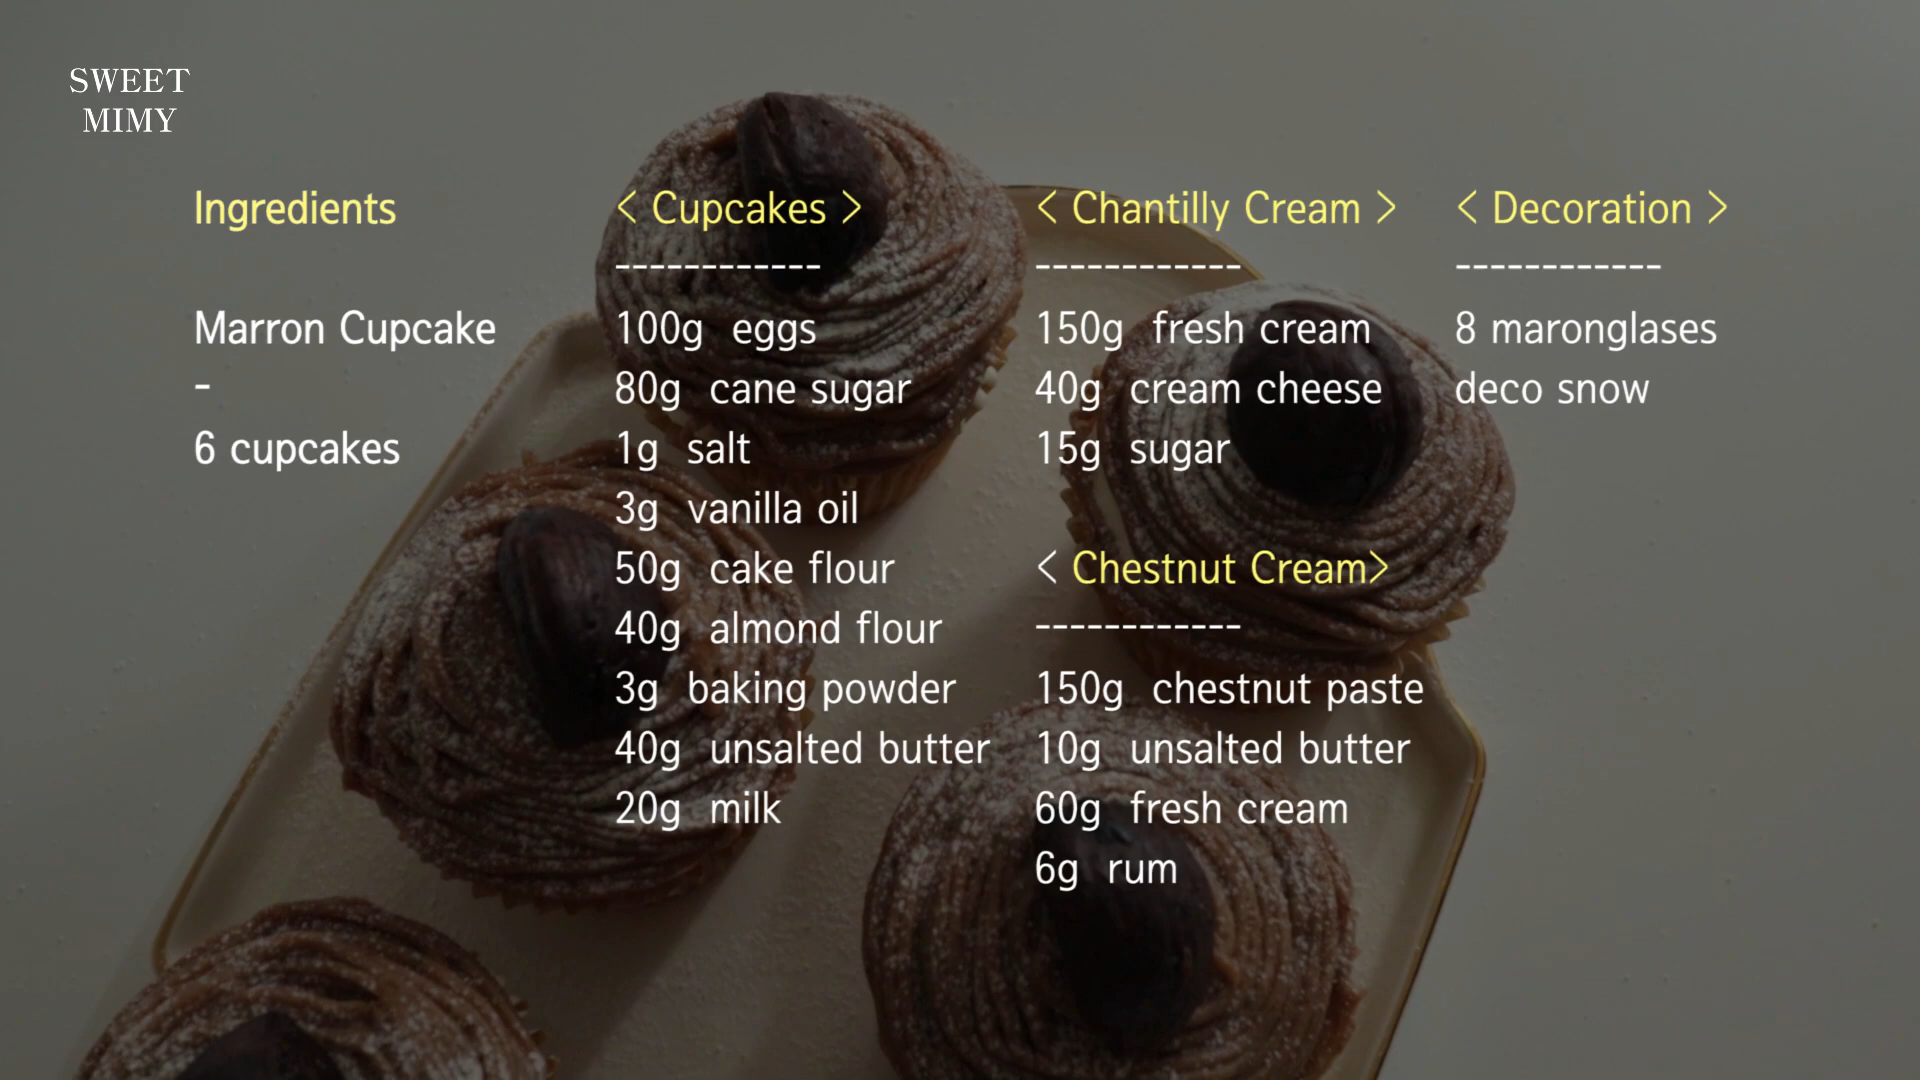 SWEET
MIMY
Ingredients
Marron Cupcake
-
6 cupcakes
< Cupcakes >
------------
100g eggs
80g cane sugar
1g salt
3g vanilla oil
50g cake flour
40g almond flour
3g baking powder
40g unsalted butter
20g milk
< Chantilly Cream >
------------
150g fresh cream
40g cream cheese
15g sugar
< Chestnut Cream>
------------
150g chestnut paste
10g unsalted butter
60g fresh cream
6g rum
< Decoration >
------------
8 maronglases
deco snow